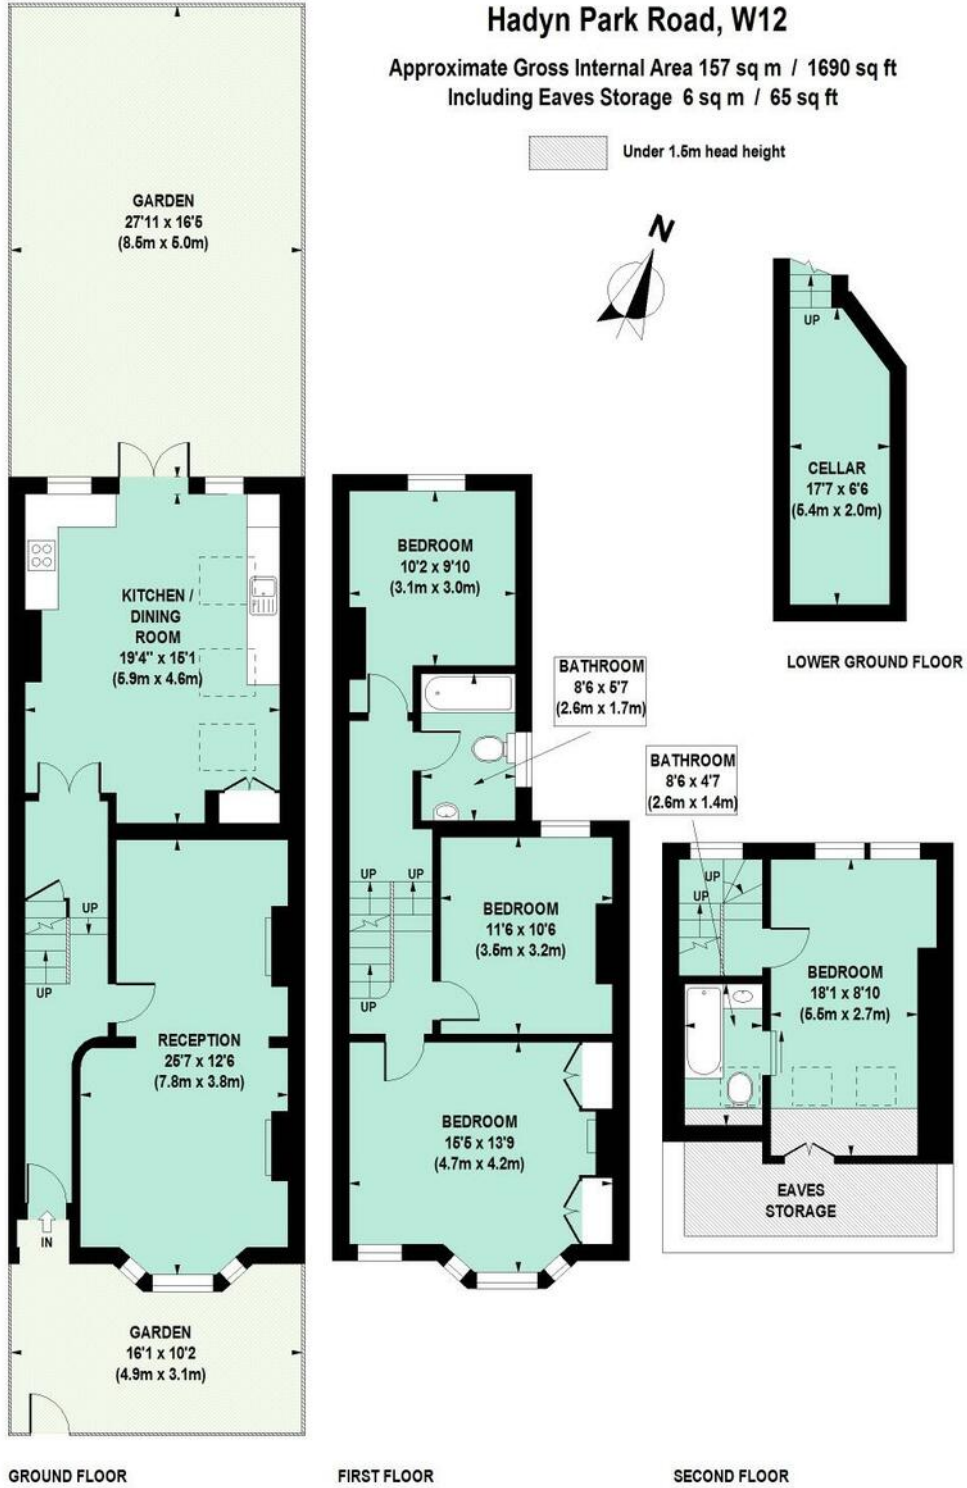 Hadyn Park Road, W12
Approximate Gross Internal Area 157 sq m / 1690 sq ft
Including Eaves Storage 6 sq m / 65 sq ft
Under 1.5m head height
N
GARDEN
27'11 x 16'5
(8.5m x 5.0m)
KITCHEN /
DINING
ROOM
19'4" x 15'1
(5.9m x 4.6m)
UP
UP
RECEPTION
25'7 x 12'6
(7.8m x 3.8m)
IN
GARDEN
16'1 x 10'2
(4.9m x 3.1m)
GROUND FLOOR
BEDROOM
10'2 x 9'10
(3.1m x 3.0m)
BATHROOM
8'6 x 5'7
(2.6m x 1.7m)
UP
UP
UP
BEDROOM
11'6 x 10'6
(3.5m x 3.2m)
BEDROOM
15'5 x 13'9
(4.7m x 4.2m)
FIRST FLOOR
UP
CELLAR
17'7 x 6'6
(5.4m x 2.0m)
LOWER GROUND FLOOR
BATHROOM
8'6 x 4'7
(2.6m x 1.4m)
UP
UP
BEDROOM
18'1 x 8'10
(5.5m x 2.7m)
EAVES
STORAGE
SECOND FLOOR